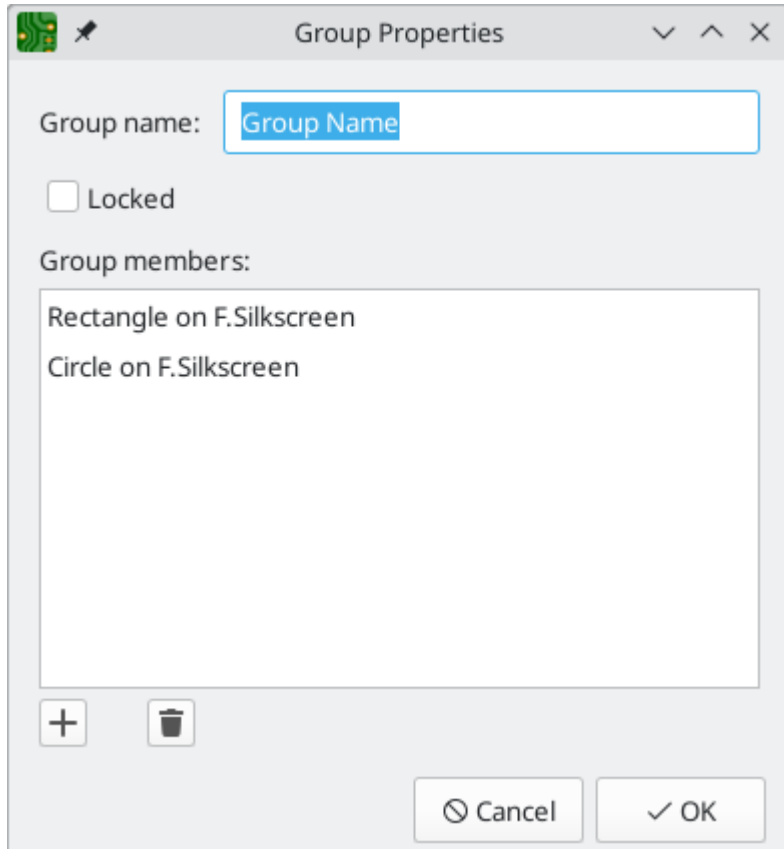 Group Properties
Group name: Group Name
Locked
Group members:
Rectangle on F.Silkscreen
Circle on F.Silkscreen
Cancel OK